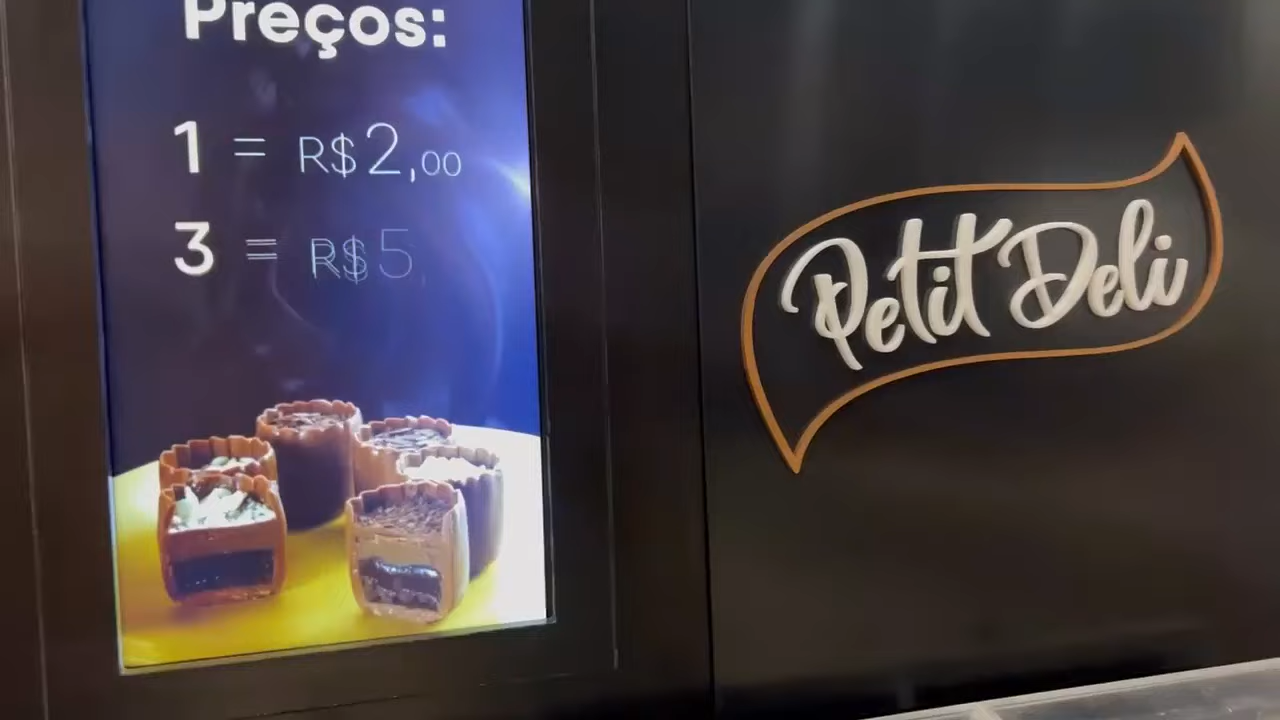 Preços:
1 = R$2,00
3 = R$5,
Petit Deli